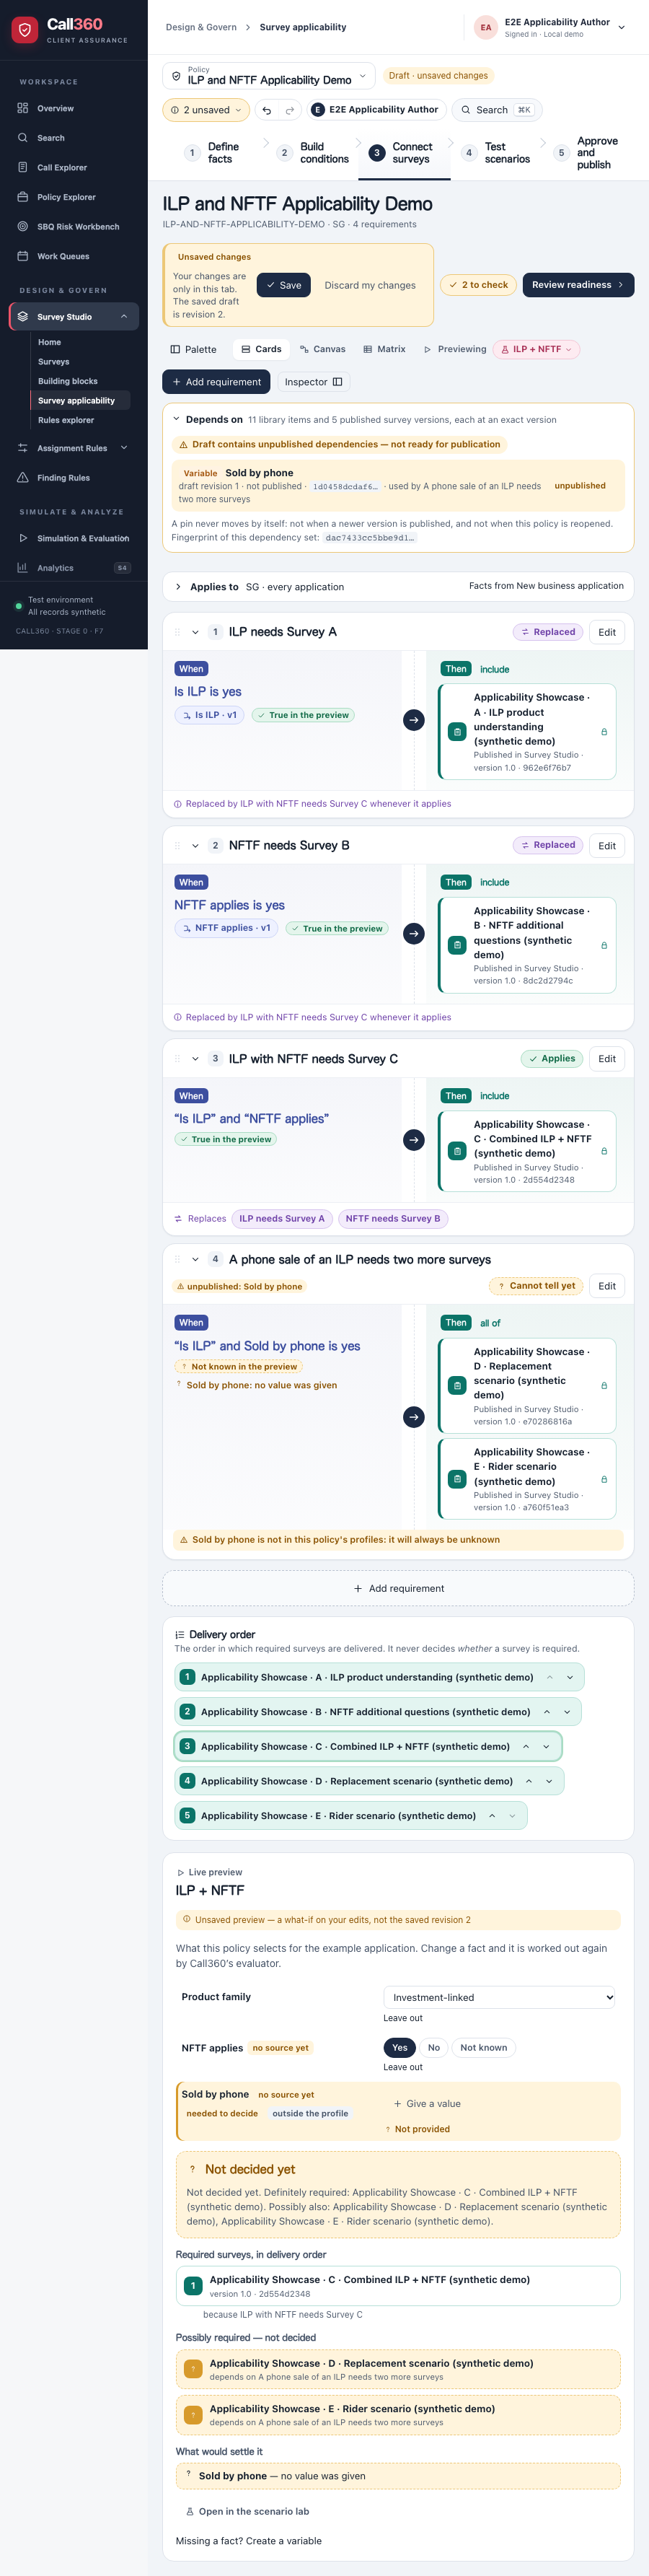 Call360
CLIENT ASSURANCE
WORKSPACE
Overview
Search
Call Explorer
Policy Explorer
SBQ Risk Workbench
Work Queues
DESIGN & GOVERN
Survey Studio
Home
Surveys
Building blocks
Survey applicability
Rules explorer
Assignment Rules
Finding Rules
SIMULATE & ANALYZE
Simulation & Evaluation
Analytics S4
Test environment
All records synthetic
CALL360 · STAGE 0 · F7
Design & Govern > Survey applicability
EA E2E Applicability Author
Signed in · Local demo
Policy
ILP and NFTF Applicability Demo
Draft · unsaved changes
2 unsaved
E E2E Applicability Author
Search ⌘K
1 Define facts
2 Build conditions
3 Connect surveys
4 Test scenarios
5 Approve and publish
ILP and NFTF Applicability Demo
ILP-AND-NFTF-APPLICABILITY-DEMO · SG · 4 requirements
Unsaved changes
Your changes are
only in this tab.
The saved draft
is revision 2.
Save
Discard my changes
2 to check
Review readiness
Palette
Cards
Canvas
Matrix
Previewing
ILP + NFTF
+ Add requirement
Inspector
Depends on 11 library items and 5 published survey versions, each at an exact version
Draft contains unpublished dependencies — not ready for publication
Variable Sold by phone
draft revision 1 · not published · 1d0458dcdaf6… · used by A phone sale of an ILP needs
two more surveys
unpublished
A pin never moves by itself: not when a newer version is published, and not when this policy is reopened.
Fingerprint of this dependency set: dac7433cc5bbe9d1…
Applies to SG · every application
Facts from New business application
1 ILP needs Survey A
Replaced
Edit
When
Is ILP is yes
Is ILP · v1
True in the preview
Then include
Applicability Showcase ·
A · ILP product
understanding
(synthetic demo)
Published in Survey Studio ·
version 1.0 · 962e6f76b7
Replaced by ILP with NFTF needs Survey C whenever it applies
2 NFTF needs Survey B
Replaced
Edit
When
NFTF applies is yes
NFTF applies · v1
True in the preview
Then include
Applicability Showcase ·
B · NFTF additional
questions (synthetic
demo)
Published in Survey Studio ·
version 1.0 · 8dc2d2794c
Replaced by ILP with NFTF needs Survey C whenever it applies
3 ILP with NFTF needs Survey C
Applies
Edit
When
“Is ILP” and “NFTF applies”
True in the preview
Then include
Applicability Showcase ·
C · Combined ILP + NFTF
(synthetic demo)
Published in Survey Studio ·
version 1.0 · 2d554d2348
Replaces ILP needs Survey A NFTF needs Survey B
4 A phone sale of an ILP needs two more surveys
unpublished: Sold by phone
? Cannot tell yet
Edit
When
“Is ILP” and Sold by phone is yes
? Not known in the preview
? Sold by phone: no value was given
Then all of
Applicability Showcase ·
D · Replacement
scenario (synthetic
demo)
Published in Survey Studio ·
version 1.0 · e70286816a
Applicability Showcase ·
E · Rider scenario
(synthetic demo)
Published in Survey Studio ·
version 1.0 · a760f51ea3
Sold by phone is not in this policy's profiles: it will always be unknown
+ Add requirement
Delivery order
The order in which required surveys are delivered. It never decides whether a survey is required.
1 Applicability Showcase · A · ILP product understanding (synthetic demo)
2 Applicability Showcase · B · NFTF additional questions (synthetic demo)
3 Applicability Showcase · C · Combined ILP + NFTF (synthetic demo)
4 Applicability Showcase · D · Replacement scenario (synthetic demo)
5 Applicability Showcase · E · Rider scenario (synthetic demo)
Live preview
ILP + NFTF
Unsaved preview — a what-if on your edits, not the saved revision 2
What this policy selects for the example application. Change a fact and it is worked out again
by Call360's evaluator.
Product family
Investment-linked
Leave out
NFTF applies no source yet
Yes No Not known
Leave out
Sold by phone no source yet
needed to decide outside the profile
+ Give a value
? Not provided
? Not decided yet
Not decided yet. Definitely required: Applicability Showcase · C · Combined ILP + NFTF
(synthetic demo). Possibly also: Applicability Showcase · D · Replacement scenario (synthetic
demo), Applicability Showcase · E · Rider scenario (synthetic demo).
Required surveys, in delivery order
1 Applicability Showcase · C · Combined ILP + NFTF (synthetic demo)
version 1.0 · 2d554d2348
because ILP with NFTF needs Survey C
Possibly required — not decided
? Applicability Showcase · D · Replacement scenario (synthetic demo)
depends on A phone sale of an ILP needs two more surveys
? Applicability Showcase · E · Rider scenario (synthetic demo)
depends on A phone sale of an ILP needs two more surveys
What would settle it
? Sold by phone — no value was given
Open in the scenario lab
Missing a fact? Create a variable